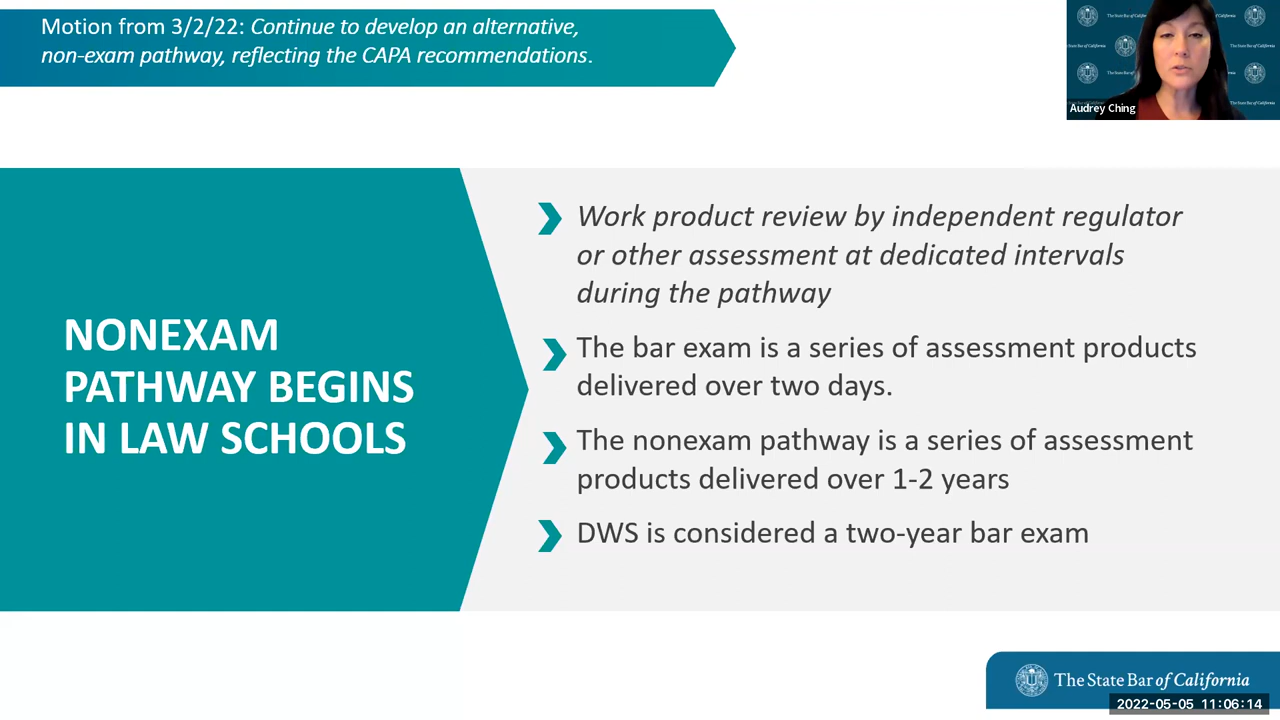 Motion from 3/2/22: Continue to develop an alternative,
non-exam pathway, reflecting the CAPA recommendations.
Audrey Ching
NONEXAM
PATHWAY BEGINS
IN LAW SCHOOLS
Work product review by independent regulator
or other assessment at dedicated intervals
during the pathway
The bar exam is a series of assessment products
delivered over two days.
The nonexam pathway is a series of assessment
products delivered over 1-2 years
DWS is considered a two-year bar exam
The State Bar of California
2022-05-05 11:06:14